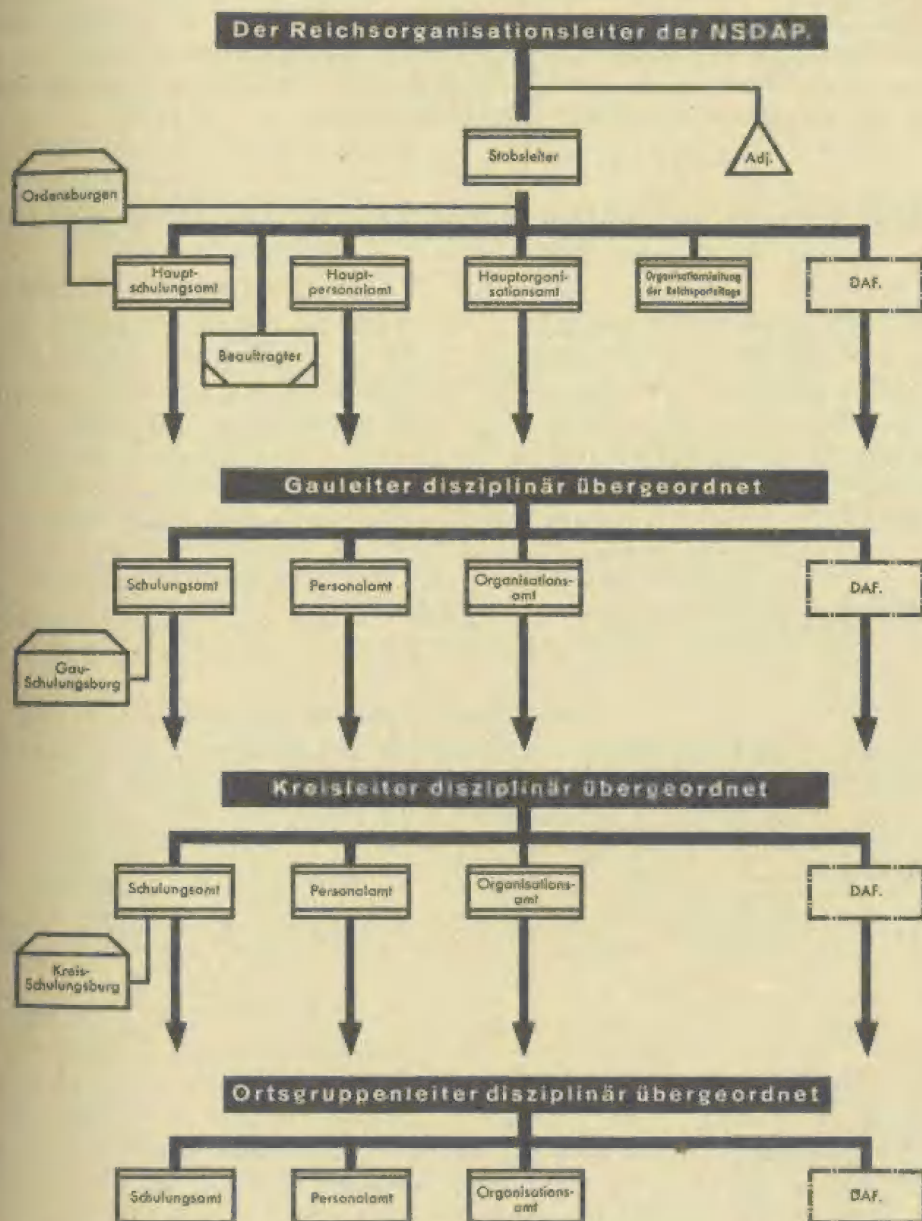 Der Reichsorganisationsleiter der NSDAP.
Stabsleiter
Adj.
Ordensburgen
Haupt-
schulungsamt
Haupt-
personalamt
Hauptorgani-
sationsamt
Organisationsleitung
der Reichsparteitage
DAF.
Beauftragter
Gauleiter disziplinär übergeordnet
Schulungsamt
Personalamt
Organisations-
amt
DAF.
Gau-
Schulungsburg
Kreisleiter disziplinär übergeordnet
Schulungsamt
Personalamt
Organisations-
amt
DAF.
Kreis-
Schulungsburg
Ortsgruppenleiter disziplinär übergeordnet
Schulungsamt
Personalamt
Organisations-
amt
DAF.